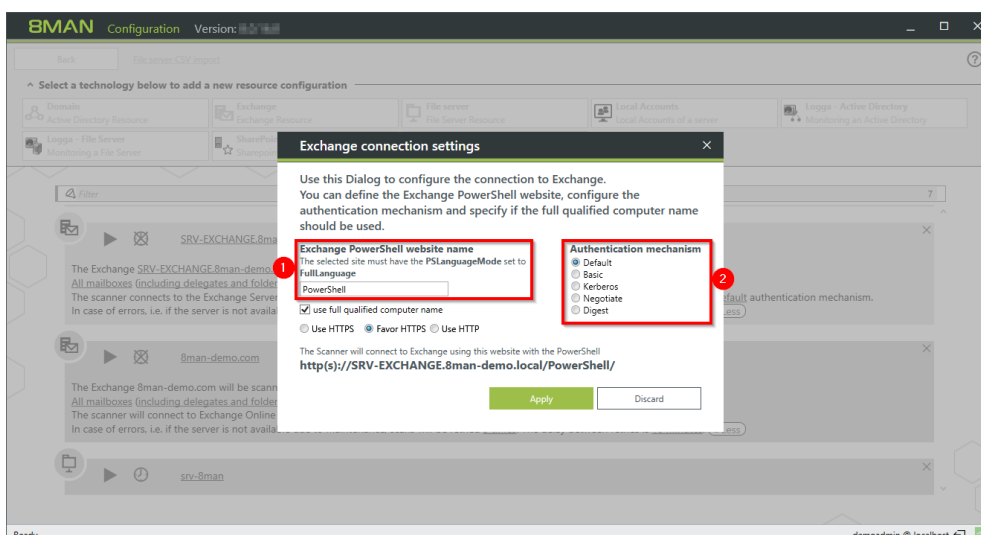 8MAN Configuration Version:
Back File server CSV import
Select a technology below to add a new resource configuration
Domain
Active Directory Resource
Exchange
Exchange Resource
File server
File Server Resource
Local Accounts
Local Accounts of a server
Logga - Active Directory
Monitoring an Active Directory
Logga - File Server
Monitoring a File Server
Filter
7
SRV-EXCHANGE.8ma
The Exchange SRV-EXCHANGE.8man-demo.
All mailboxes (including delegates and folder
The scanner connects to the Exchange Serve
default authentication mechanism.
In case of errors, i.e. if the server is not availa
8man-demo.com
The Exchange 8man-demo.com will be scann
All mailboxes (including delegates and folder
The scanner will connect to Exchange Online
In case of errors, i.e. if the server is not availa
srv-8man
Exchange connection settings
Use this Dialog to configure the connection to Exchange.
You can define the Exchange PowerShell website, configure the
authentication mechanism and specify if the full qualified computer name
should be used.
1
Exchange PowerShell website name
The selected site must have the PSLanguageMode set to
FullLanguage
PowerShell
use full qualified computer name
Use HTTPS Favor HTTPS Use HTTP
2
Authentication mechanism
Default
Basic
Kerberos
Negotiate
Digest
The Scanner will connect to Exchange using this website with the PowerShell
http(s)://SRV-EXCHANGE.8man-demo.local/PowerShell/
Apply Discard